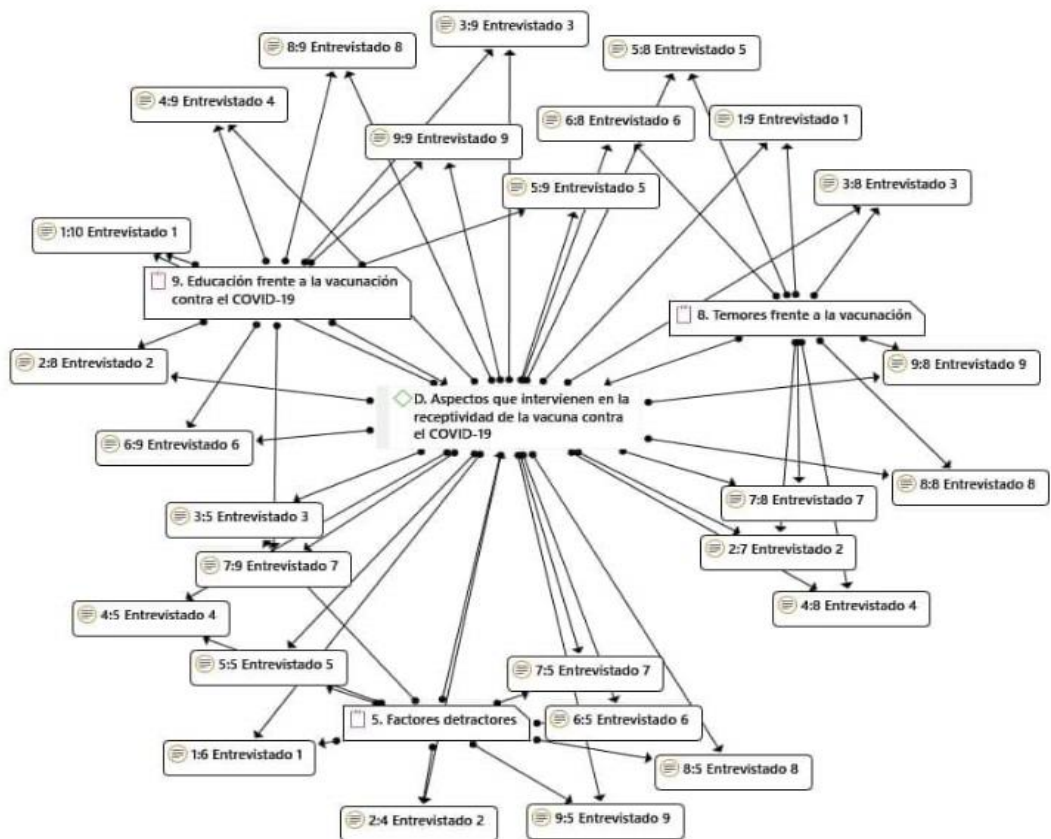 3:9 Entrevistado 3
8:9 Entrevistado 8
5:8 Entrevistado 5
4:9 Entrevistado 4
6:8 Entrevistado 6
1:9 Entrevistado 1
9:9 Entrevistado 9
5:9 Entrevistado 5
3:8 Entrevistado 3
1:10 Entrevistado 1
9. Educación frente a la vacunación
contra el COVID-19
8. Temores frente a la vacunación
2:8 Entrevistado 2
9:8 Entrevistado 9
D. Aspectos que intervienen en la
receptividad de la vacuna contra
el COVID-19
6:9 Entrevistado 6
8:8 Entrevistado 8
7:8 Entrevistado 7
3:5 Entrevistado 3
2:7 Entrevistado 2
7:9 Entrevistado 7
4:8 Entrevistado 4
4:5 Entrevistado 4
5:5 Entrevistado 5
7:5 Entrevistado 7
5. Factores detractores
6:5 Entrevistado 6
1:6 Entrevistado 1
8:5 Entrevistado 8
2:4 Entrevistado 2
9:5 Entrevistado 9